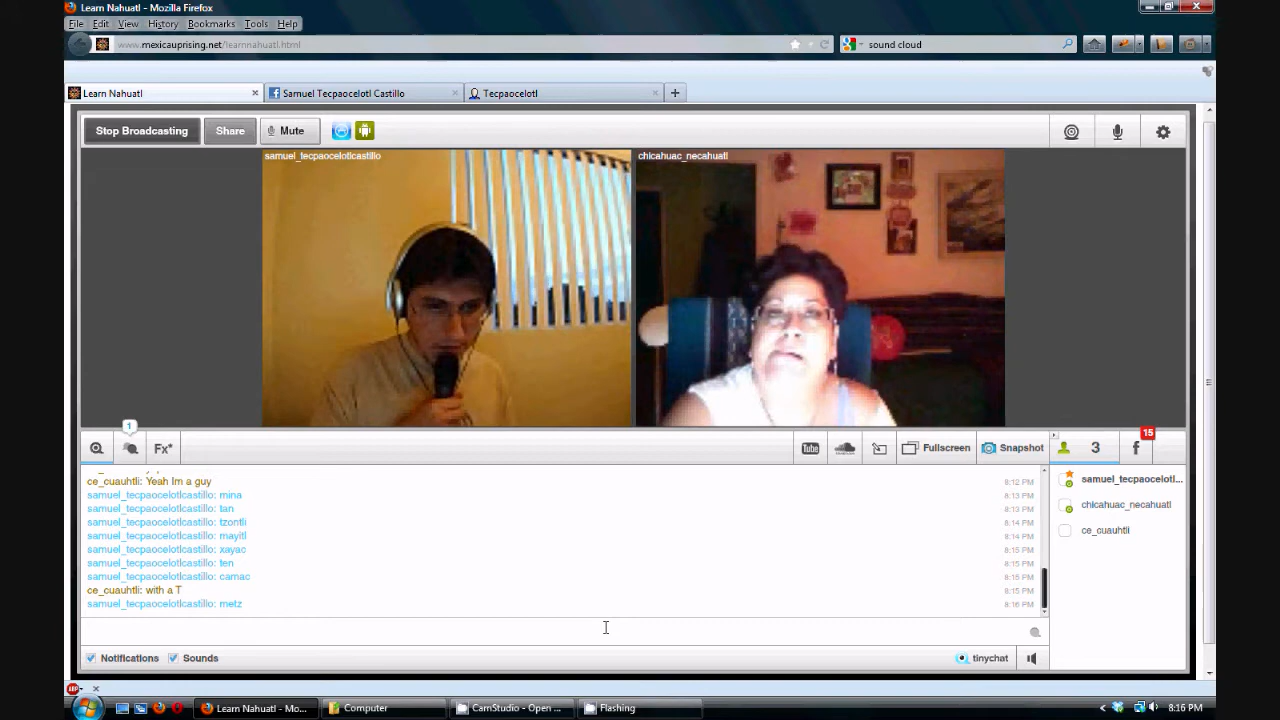 Learn Nahuatl - Mozilla Firefox
File Edit View History Bookmarks Tools Help
www.mexicauprising.net/learnnahuatl.html
sound cloud
Learn Nahuatl
Samuel Tecpaocelotl Castillo
Tecpaocelotl
Stop Broadcasting
Share
Mute
samuel_tecpaocelotlcastillo
chicahuac_necahuatl
1
Fx*
You Tube
Fullscreen
Snapshot
3
15
ce_cuauhtli: Yeah Im a guy 8:12 PM
samuel_tecpaocelotlcastillo: mina 8:13 PM
samuel_tecpaocelotlcastillo: tan 8:13 PM
samuel_tecpaocelotlcastillo: tzontli 8:14 PM
samuel_tecpaocelotlcastillo: mayitl 8:14 PM
samuel_tecpaocelotlcastillo: xayac 8:15 PM
samuel_tecpaocelotlcastillo: ten 8:15 PM
samuel_tecpaocelotlcastillo: camac 8:15 PM
ce_cuauhtli: with a T 8:15 PM
samuel_tecpaocelotlcastillo: metz 8:16 PM
samuel_tecpaocelotl...
chicahuac_necahuatl
ce_cuauhtli
Notifications
Sounds
tinychat
ABP
Learn Nahuatl - Mo...
Computer
CamStudio - Open ...
Flashing
8:16 PM